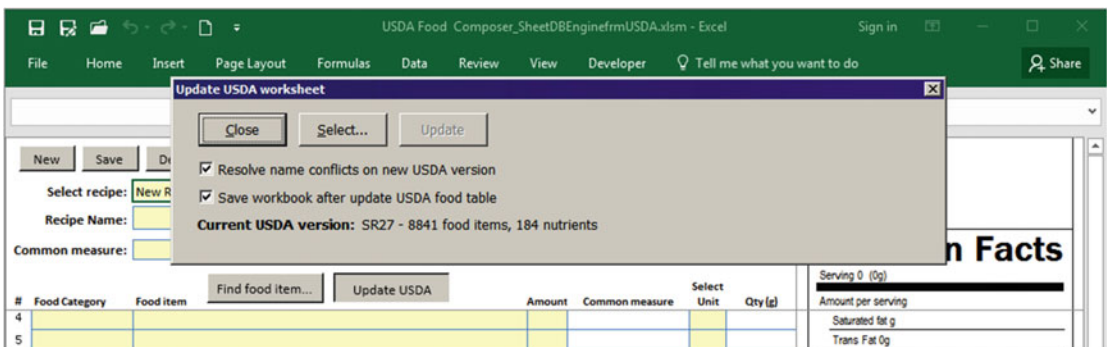 USDA Food Composer_SheetDBEnginefrmUSDA.xlsm - Excel Sign in
File Home Insert Page Layout Formulas Data Review View Developer Tell me what you want to do Share
Update USDA worksheet
Close Select... Update
New Save
Resolve name conflicts on new USDA version
Select recipe: New R
Save workbook after update USDA food table
Recipe Name:
Current USDA version: SR27 - 8841 food items, 184 nutrients
Common measure:
n Facts
Find food item... Update USDA
Serving 0 (0g)
# Food Category Food item Amount Common measure Select Unit Qty (g)
Amount per serving
4
Saturated fat g
5
Trans Fat 0g